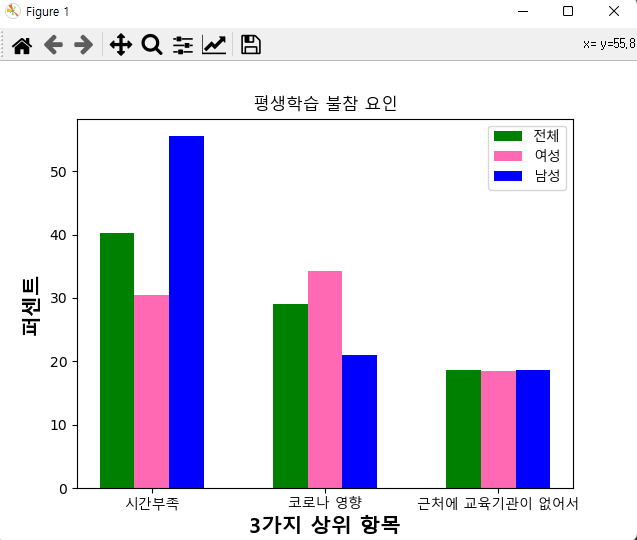 Figure 1
x= y=55.8
평생학습 불참 요인
전체
여성
남성
퍼센트
50
40
30
20
10
0
시간부족 코로나 영향 근처에 교육기관이 없어서
3가지 상위 항목